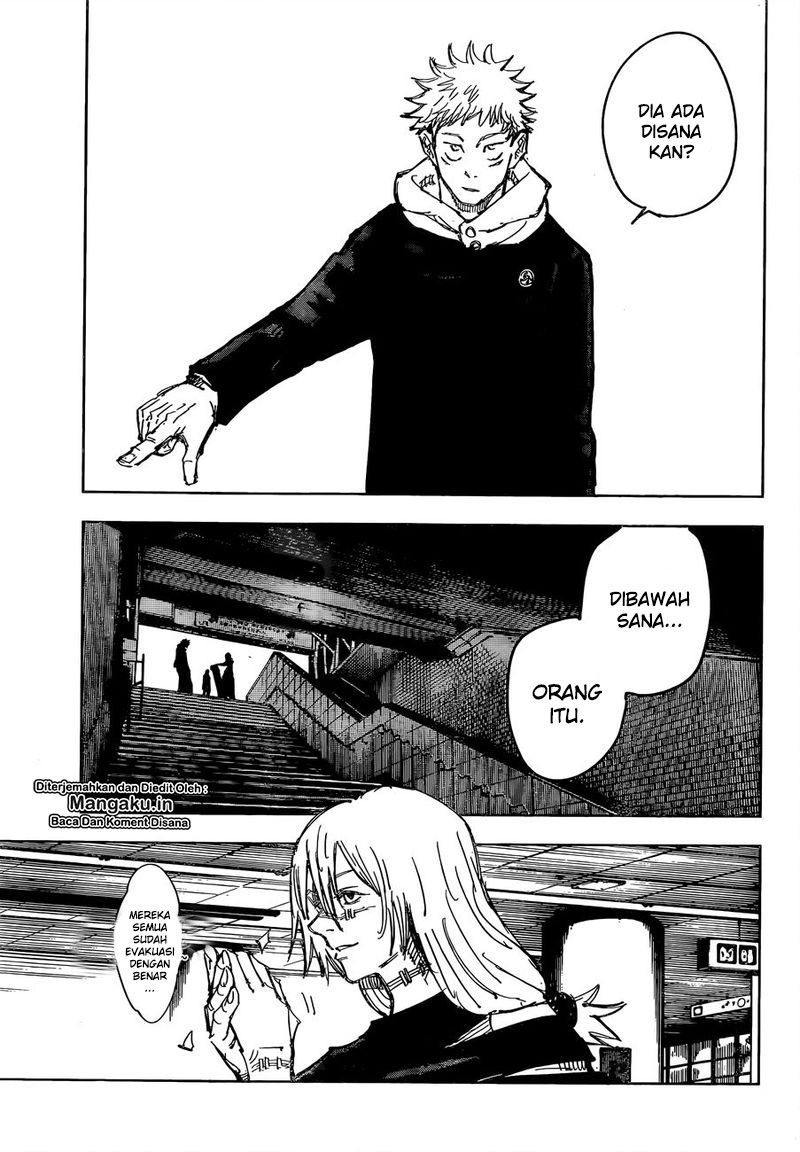 DIA ADA
DISANA
KAN?
DIBAWAH
SANA...
ORANG
ITU.
Diterjemahkan dan Diedit Oleh :
Mangaku.in
Baca Dan Koment Disana
MEREKA
SEMUA
SUDAH
EVAKUASI
DENGAN
BENAR
...